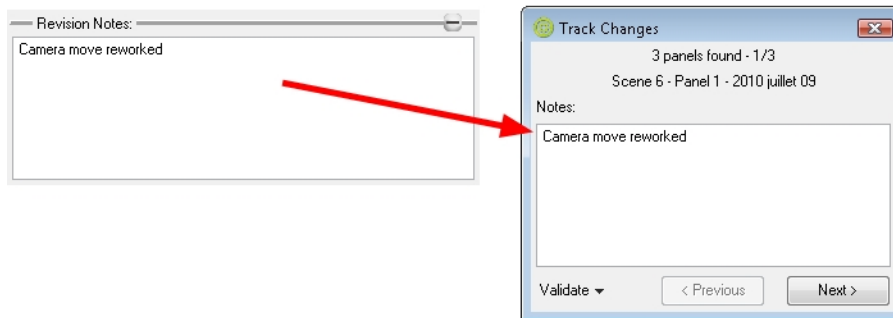 Revision Notes:
Camera move reworked
Track Changes
3 panels found - 1/3
Scene 6 - Panel 1 - 2010 juillet 09
Notes:
Camera move reworked
Validate
< Previous
Next >